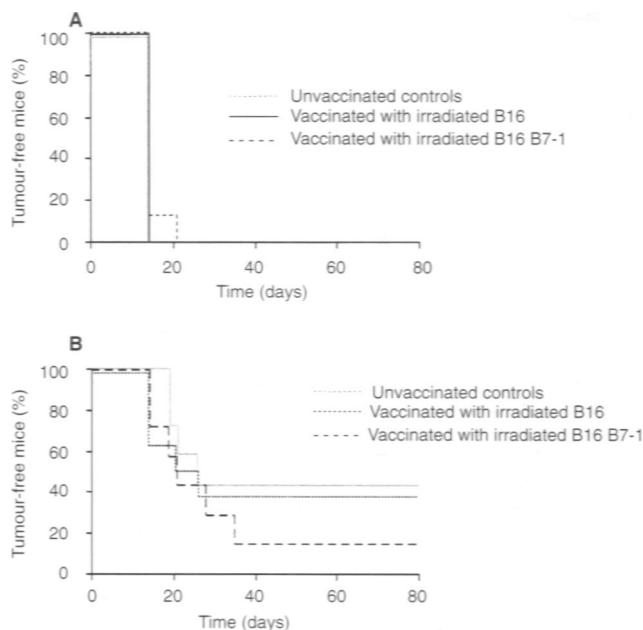 A
Tumour-free mice (%)
100
80
60
40
20
0
Unvaccinated controls
Vaccinated with irradiated B16
Vaccinated with irradiated B16 B7-1
0 20 40 60 80
Time (days)
B
Tumour-free mice (%)
100
80
60
40
20
0
Unvaccinated controls
Vaccinated with irradiated B16
Vaccinated with irradiated B16 B7-1
0 20 40 60 80
Time (days)